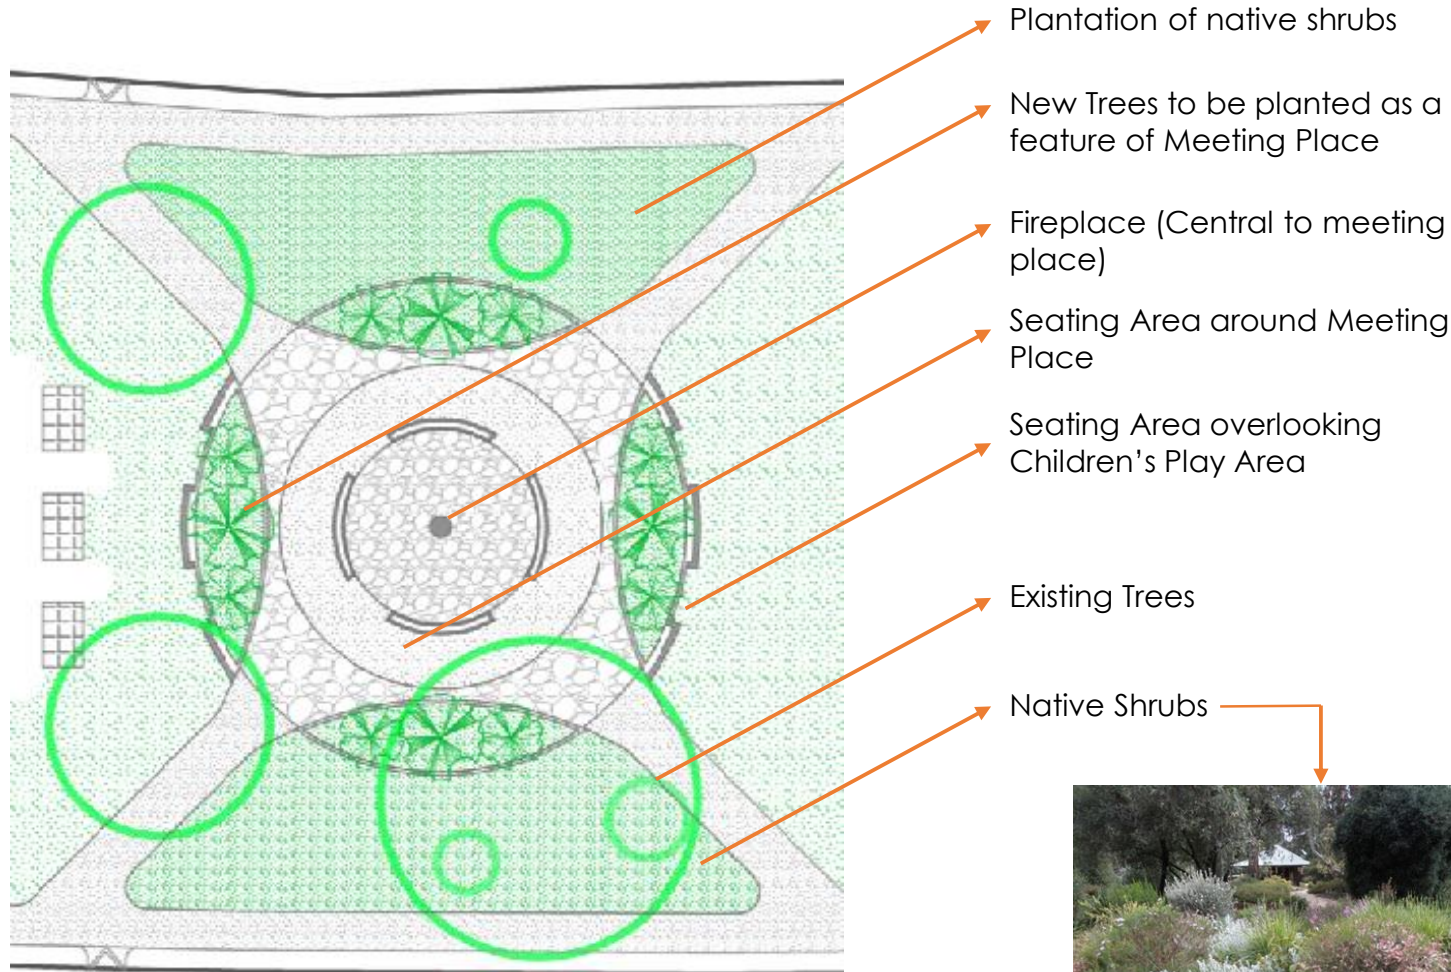 Plantation of native shrubs
New Trees to be planted as a
feature of Meeting Place
Fireplace (Central to meeting
place)
Seating Area around Meeting
Place
Seating Area overlooking
Children’s Play Area
Existing Trees
Native Shrubs